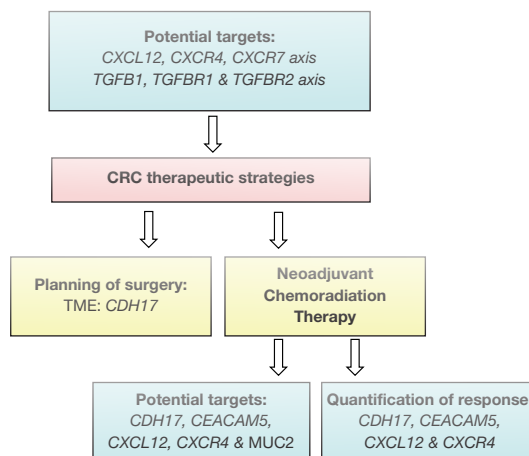 Potential targets:
CXCL12, CXCR4, CXCR7 axis
TGFB1, TGFBR1 & TGFBR2 axis
CRC therapeutic strategies
Planning of surgery:
TME: CDH17
Neoadjuvant
Chemoradiation
Therapy
Potential targets:
CDH17, CEACAM5,
CXCL12, CXCR4 & MUC2
Quantification of response:
CDH17, CEACAM5,
CXCL12 & CXCR4